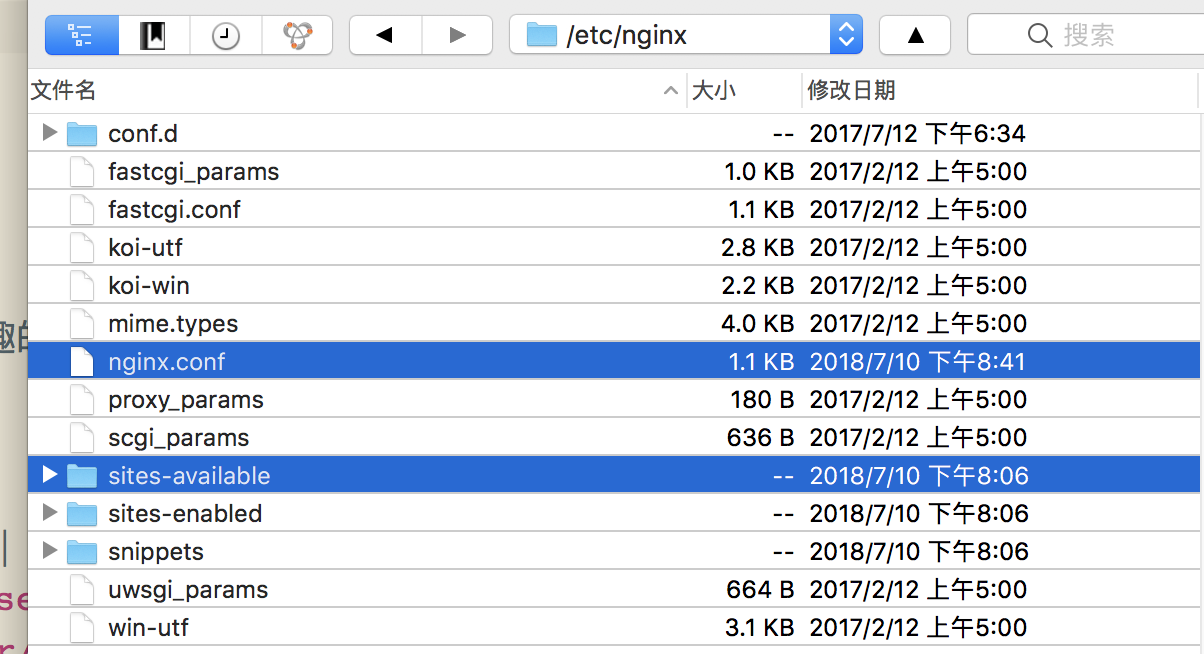 /etc/nginx
搜索
文件名 大小 修改日期
conf.d -- 2017/7/12 下午6:34
fastcgi_params 1.0 KB 2017/2/12 上午5:00
fastcgi.conf 1.1 KB 2017/2/12 上午5:00
koi-utf 2.8 KB 2017/2/12 上午5:00
koi-win 2.2 KB 2017/2/12 上午5:00
mime.types 4.0 KB 2017/2/12 上午5:00
nginx.conf 1.1 KB 2018/7/10 下午8:41
proxy_params 180 B 2017/2/12 上午5:00
scgi_params 636 B 2017/2/12 上午5:00
sites-available -- 2018/7/10 下午8:06
sites-enabled -- 2018/7/10 下午8:06
snippets -- 2018/7/10 下午8:06
uwsgi_params 664 B 2017/2/12 上午5:00
win-utf 3.1 KB 2017/2/12 上午5:00